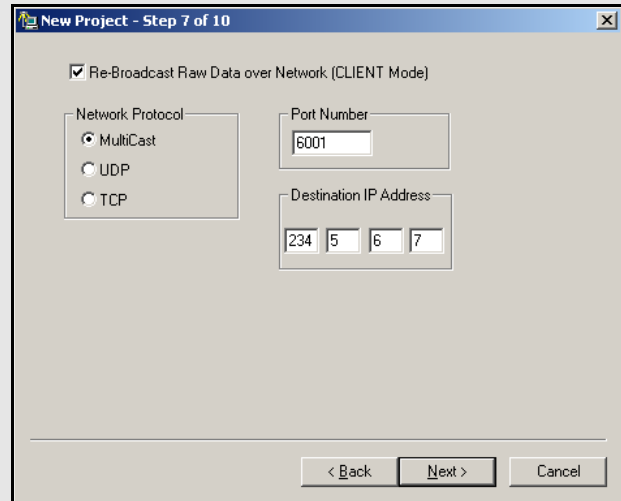 New Project - Step 7 of 10
Re-Broadcast Raw Data over Network (CLIENT Mode)
Network Protocol
MultiCast
UDP
TCP
Port Number
6001
Destination IP Address
234 5 6 7
< Back
Next >
Cancel